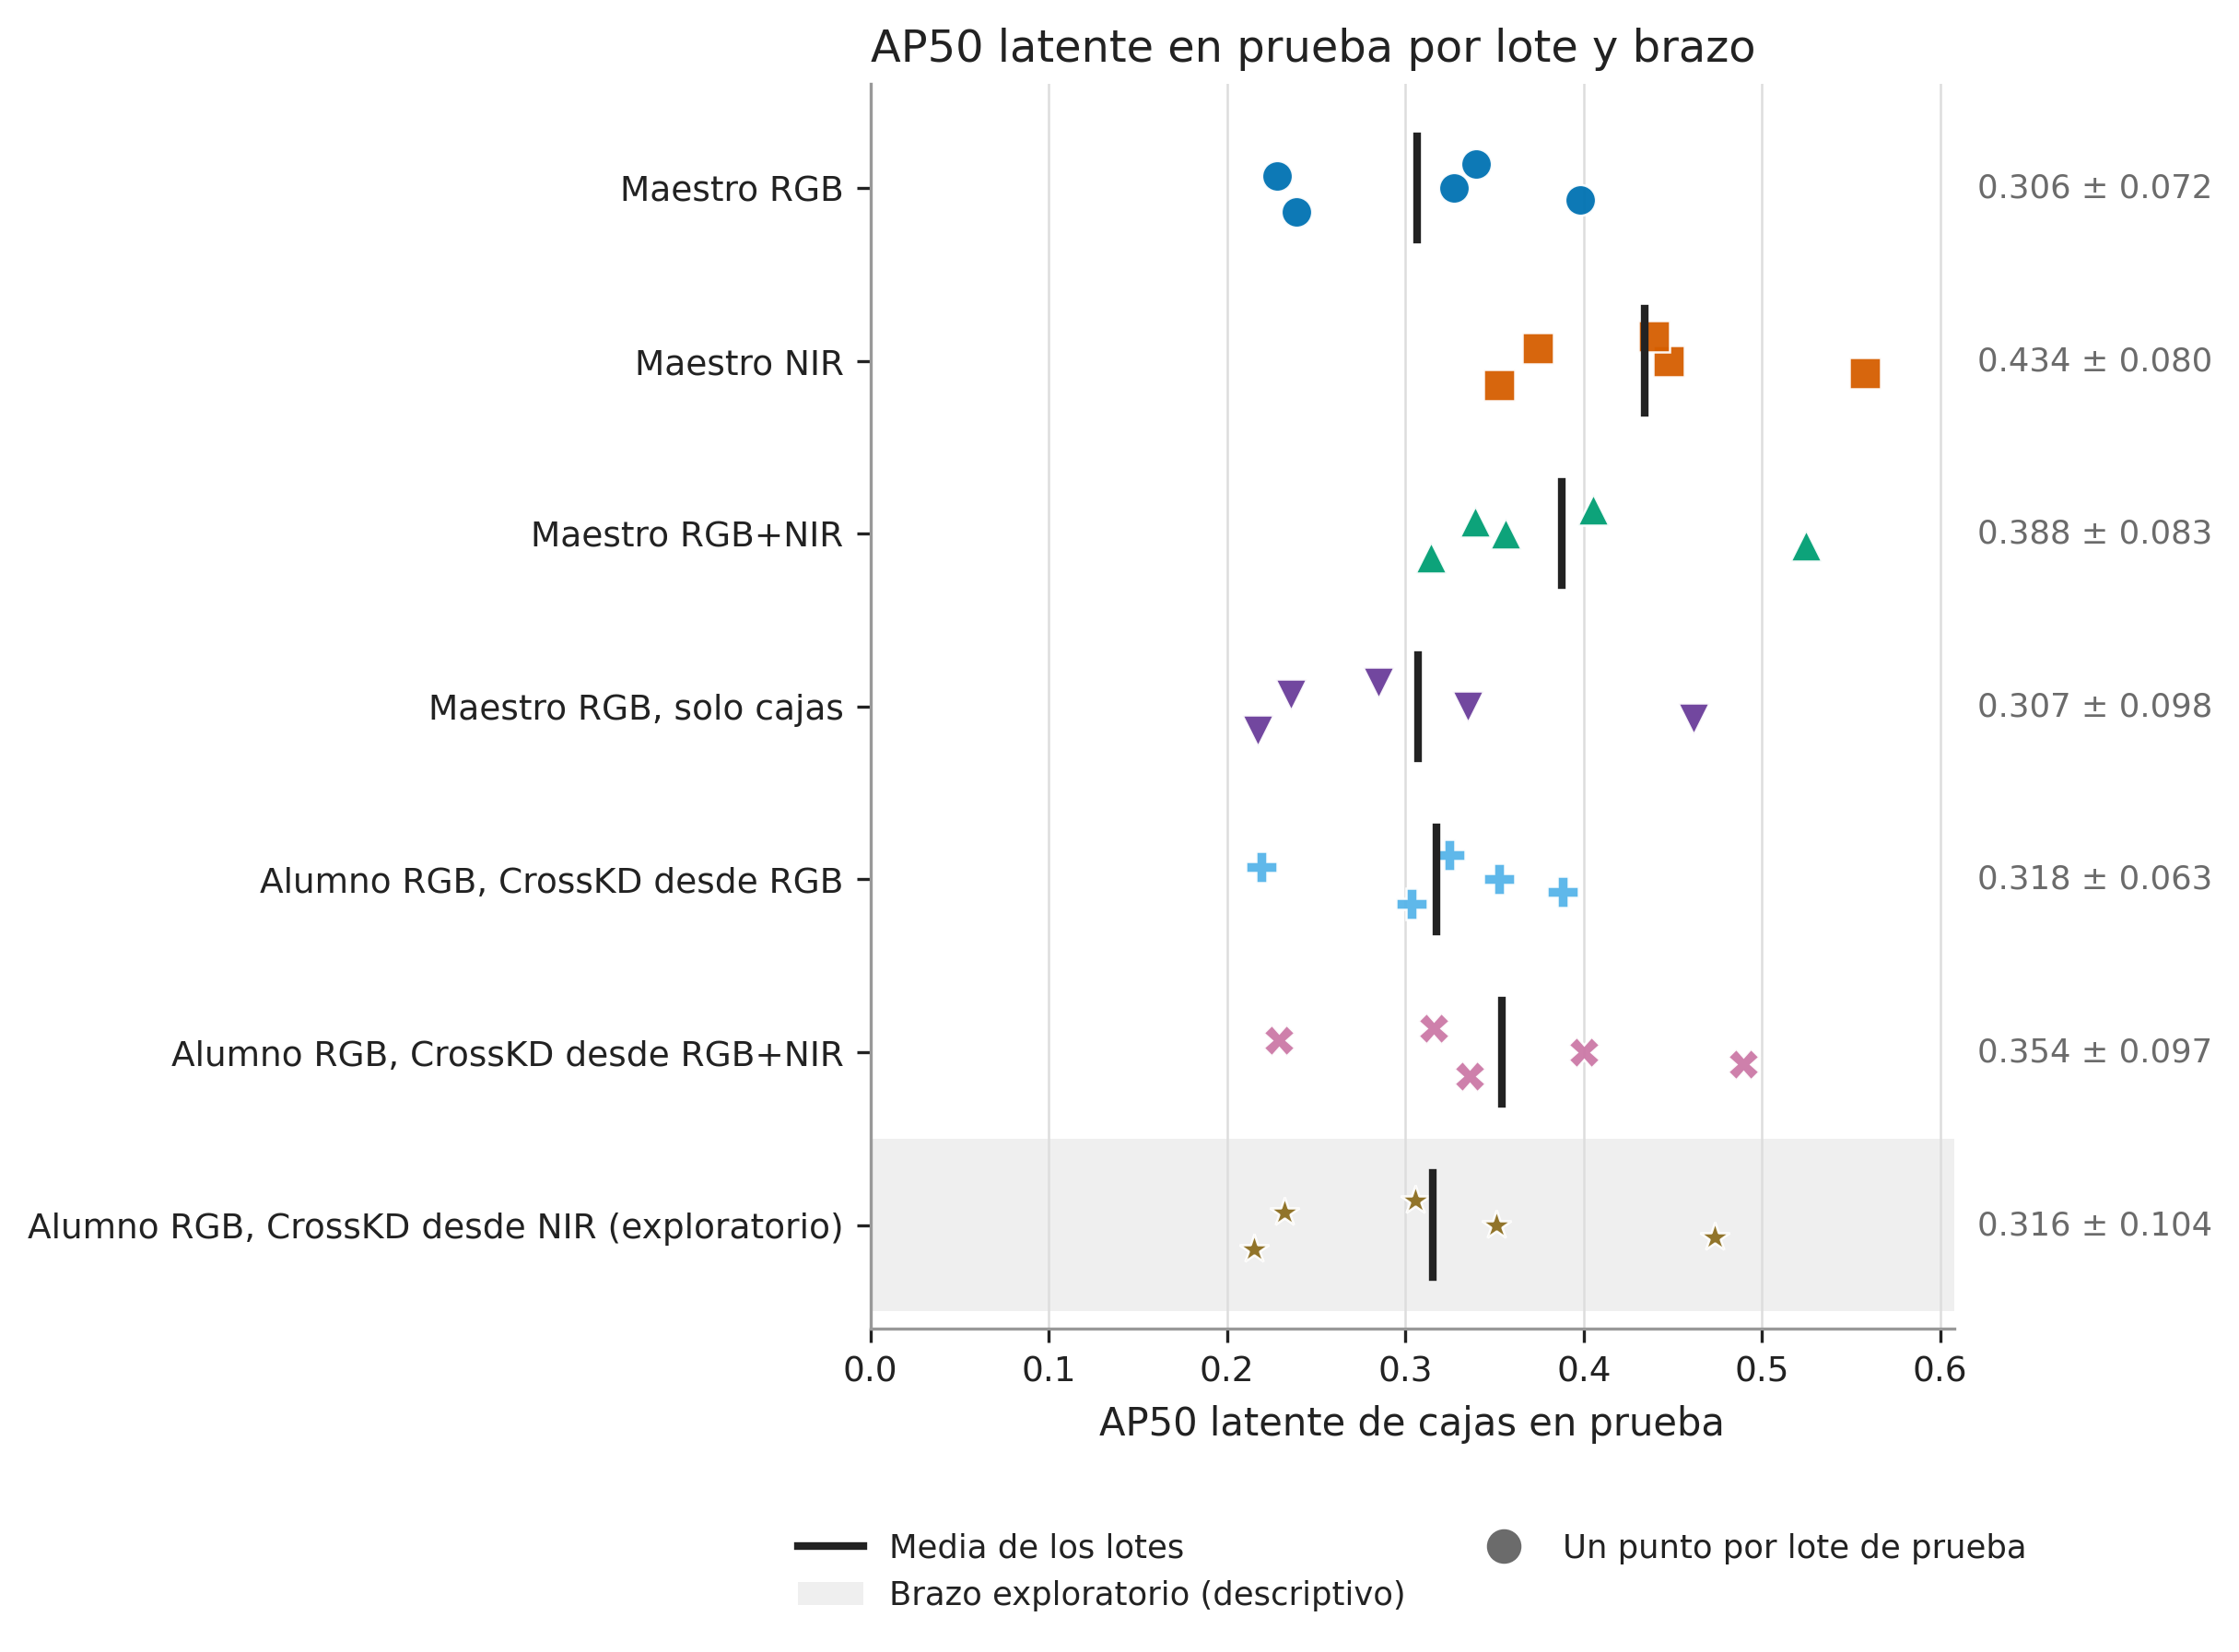 AP50 latente en prueba por lote y brazo
Maestro RGB
0.306 ± 0.072
Maestro NIR
0.434 ± 0.080
Maestro RGB+NIR
0.388 ± 0.083
Maestro RGB, solo cajas
0.307 ± 0.098
Alumno RGB, CrossKD desde RGB
0.318 ± 0.063
Alumno RGB, CrossKD desde RGB+NIR
0.354 ± 0.097
Alumno RGB, CrossKD desde NIR (exploratorio)
0.316 ± 0.104
0.0 0.1 0.2 0.3 0.4 0.5 0.6
AP50 latente de cajas en prueba
Media de los lotes
Brazo exploratorio (descriptivo)
Un punto por lote de prueba